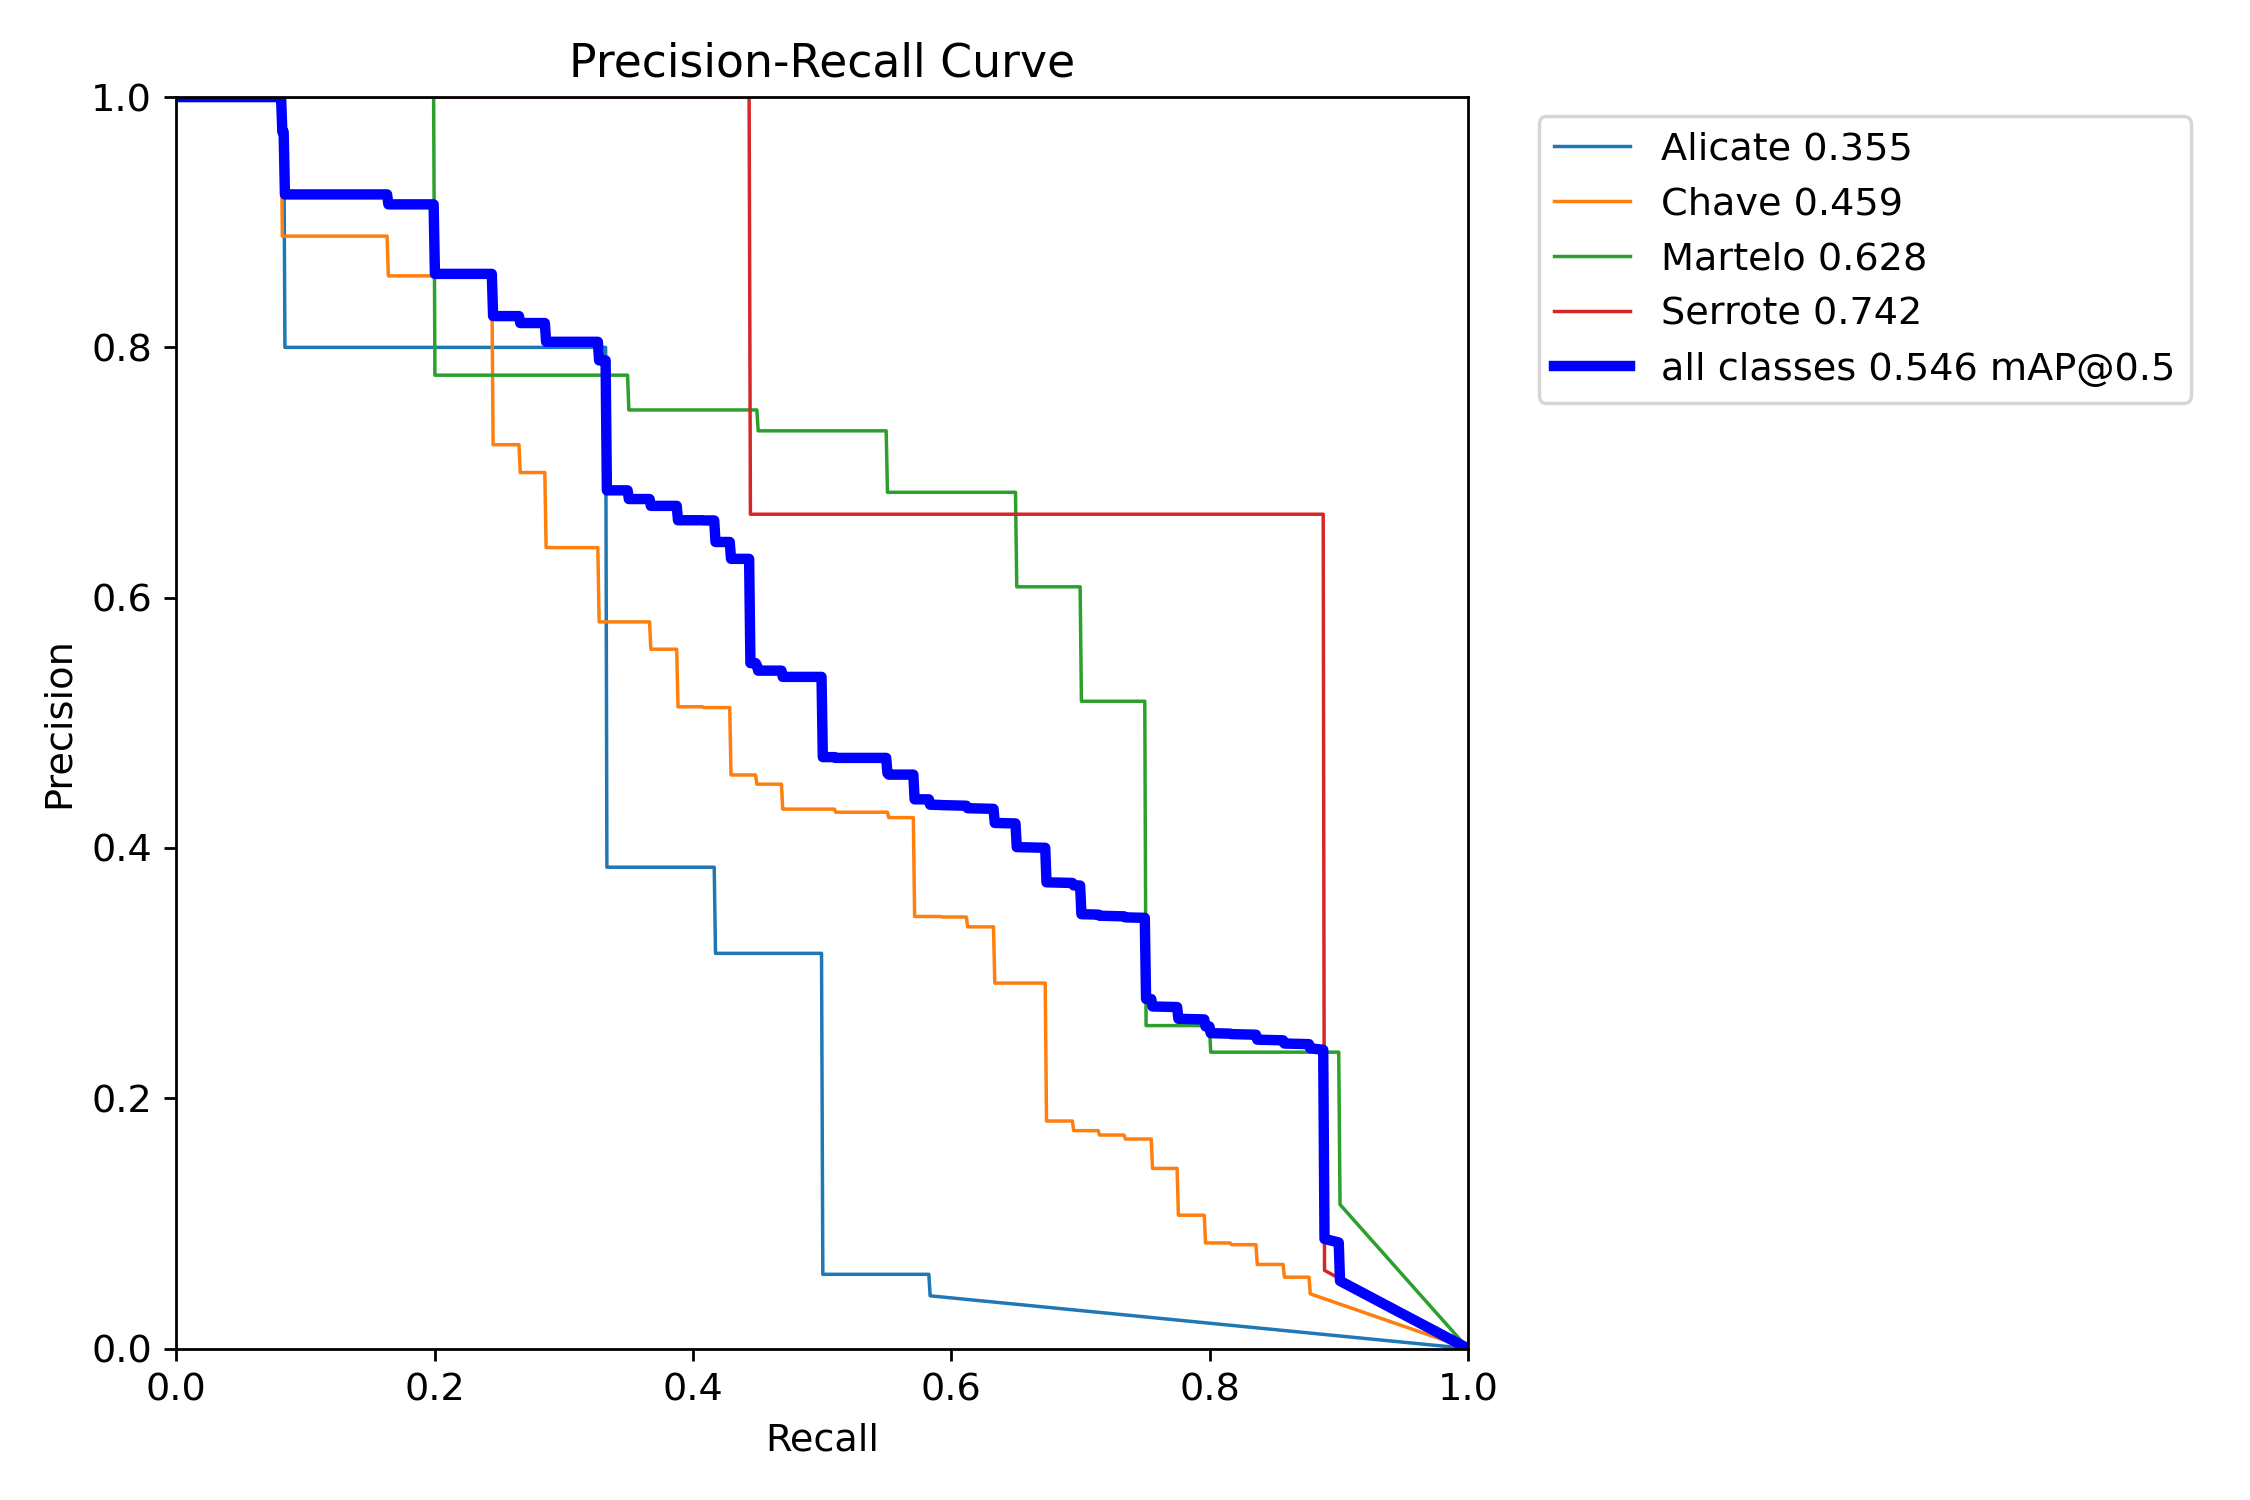 Precision-Recall Curve
1.0
0.8
0.6
0.4
0.2
0.0
Precision
0.0 0.2 0.4 0.6 0.8 1.0
Recall
Alicate 0.355
Chave 0.459
Martelo 0.628
Serrote 0.742
all classes 0.546 mAP@0.5